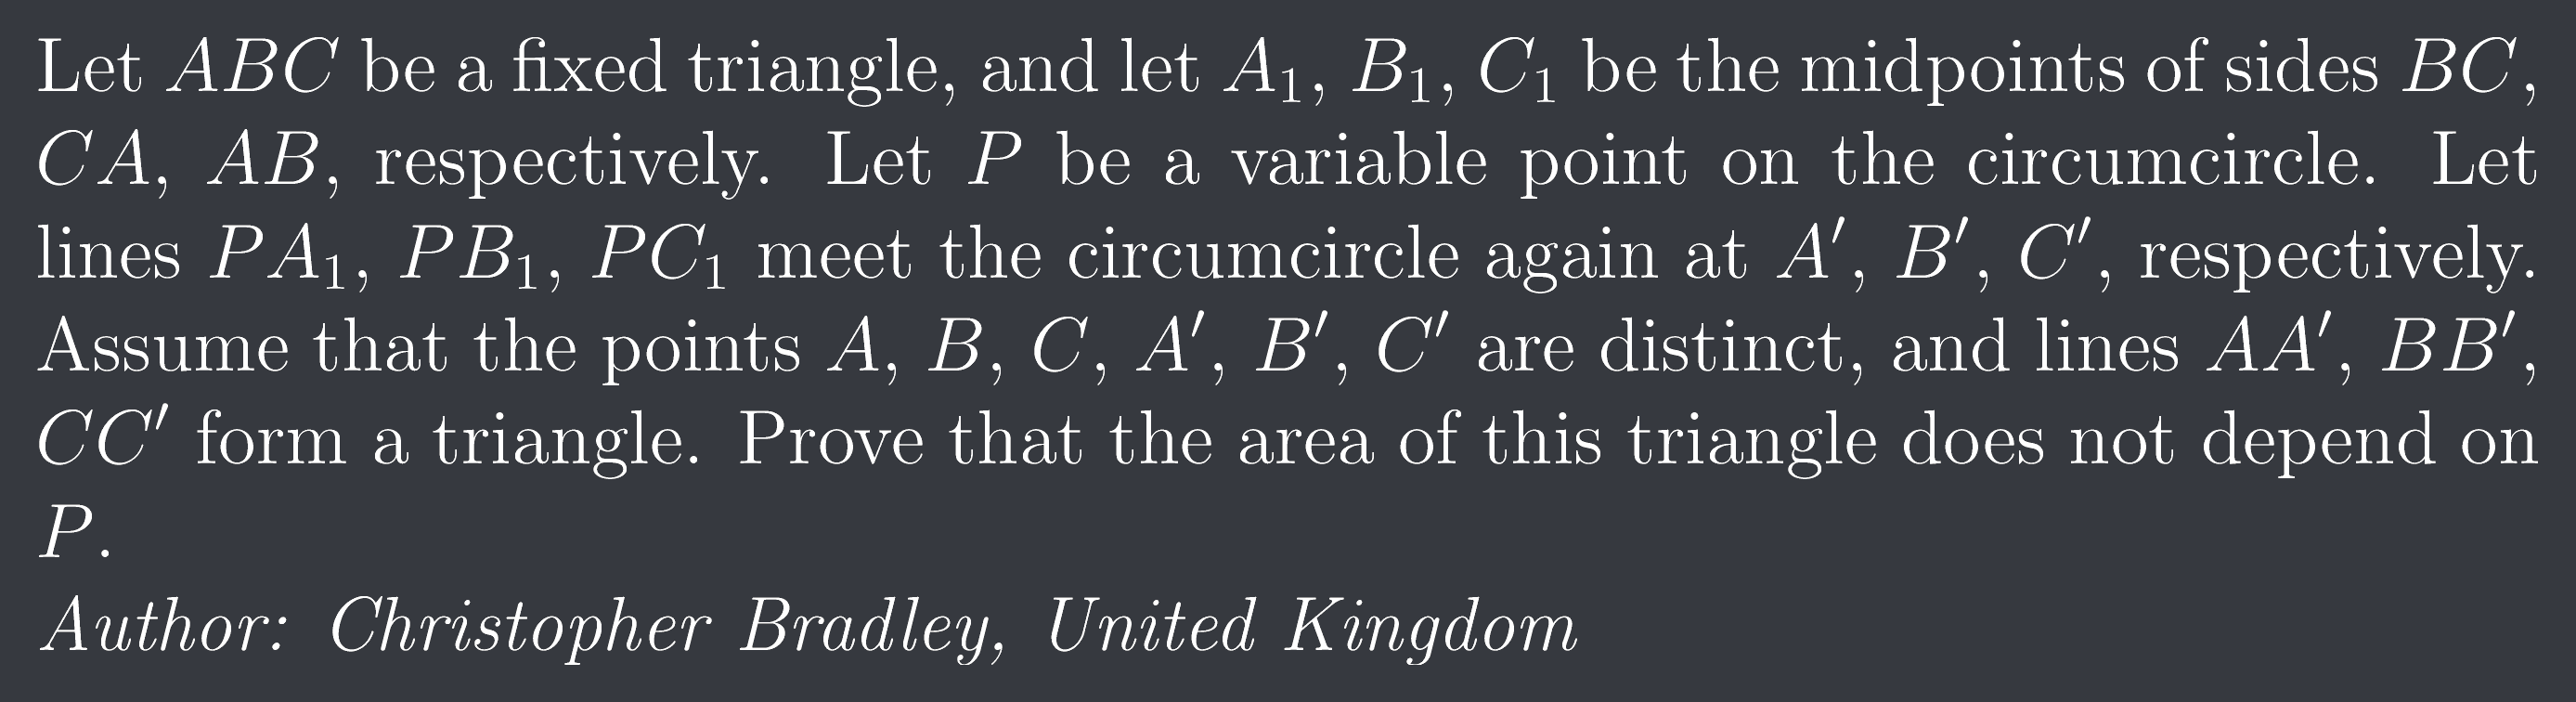 Let ABC be a fixed triangle, and let A₁, B₁, C₁ be the midpoints of sides BC,
CA, AB, respectively. Let P be a variable point on the circumcircle. Let
lines PA₁, PB₁, PC₁ meet the circumcircle again at A′, B′, C′, respectively.
Assume that the points A, B, C, A′, B′, C′ are distinct, and lines AA′, BB′,
CC′ form a triangle. Prove that the area of this triangle does not depend on
P.
Author: Christopher Bradley, United Kingdom